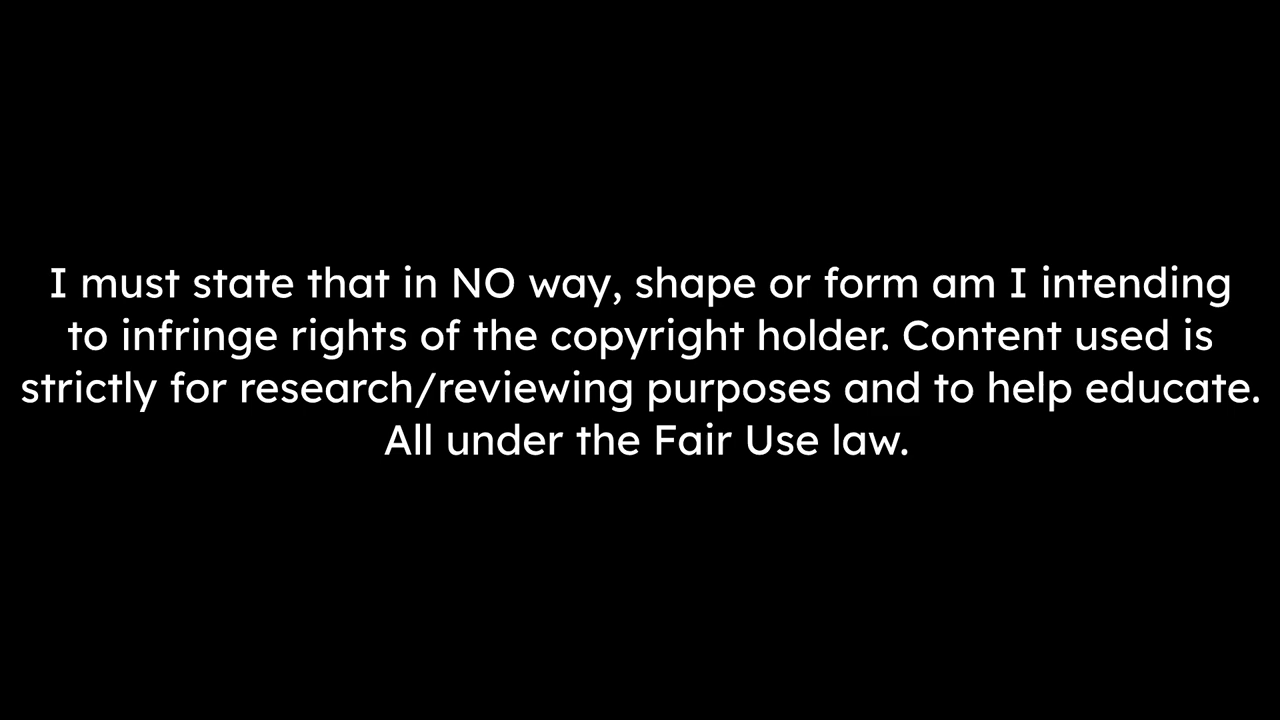 I must state that in NO way, shape or form am I intending
to infringe rights of the copyright holder. Content used is
strictly for research/reviewing purposes and to help educate.
All under the Fair Use law.